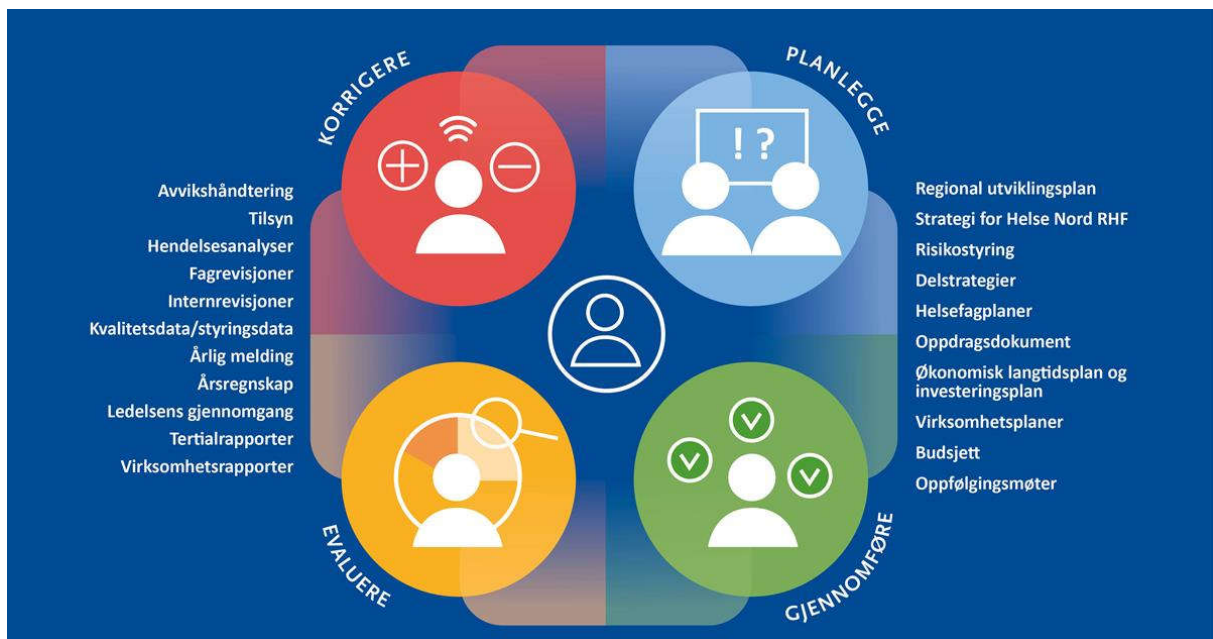 KORRIGERE
PLANLEGGE
Avvikshåndtering
Tilsyn
Hendelsesanalyser
Fagrevisjoner
Internrevisjoner
Kvalitetsdata/styringsdata
Årlig melding
Årsregnskap
Ledelsens gjennomgang
Tertialrapporter
Virksomhetsrapporter
! ?
Regional utviklingsplan
Strategi for Helse Nord RHF
Risikostyring
Delstrategier
Helsefagplaner
Oppdragsdokument
Økonomisk langtidsplan og
investeringsplan
Virksomhetsplaner
Budsjett
Oppfølgingsmøter
EVALUERE
GJENNOMFØRE